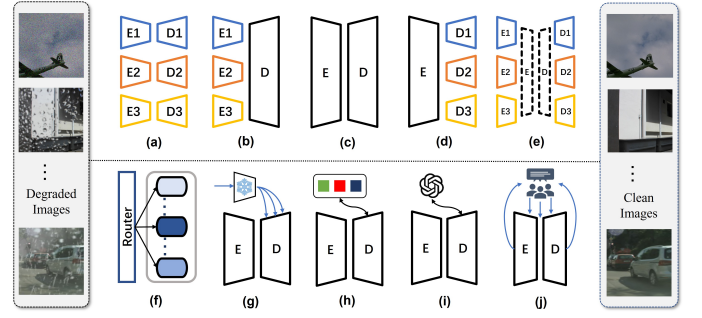 E1 D1 E1 D1 E1 D1
E2 D2 E2 D E D E D2 E2 E D D2
E3 D3 E3 D3 E3 D3
(a) (b) (c) (d) (e)
Degraded
Images
Clean
Images
Router
E D E D E D E D
(f) (g) (h) (i) (j)